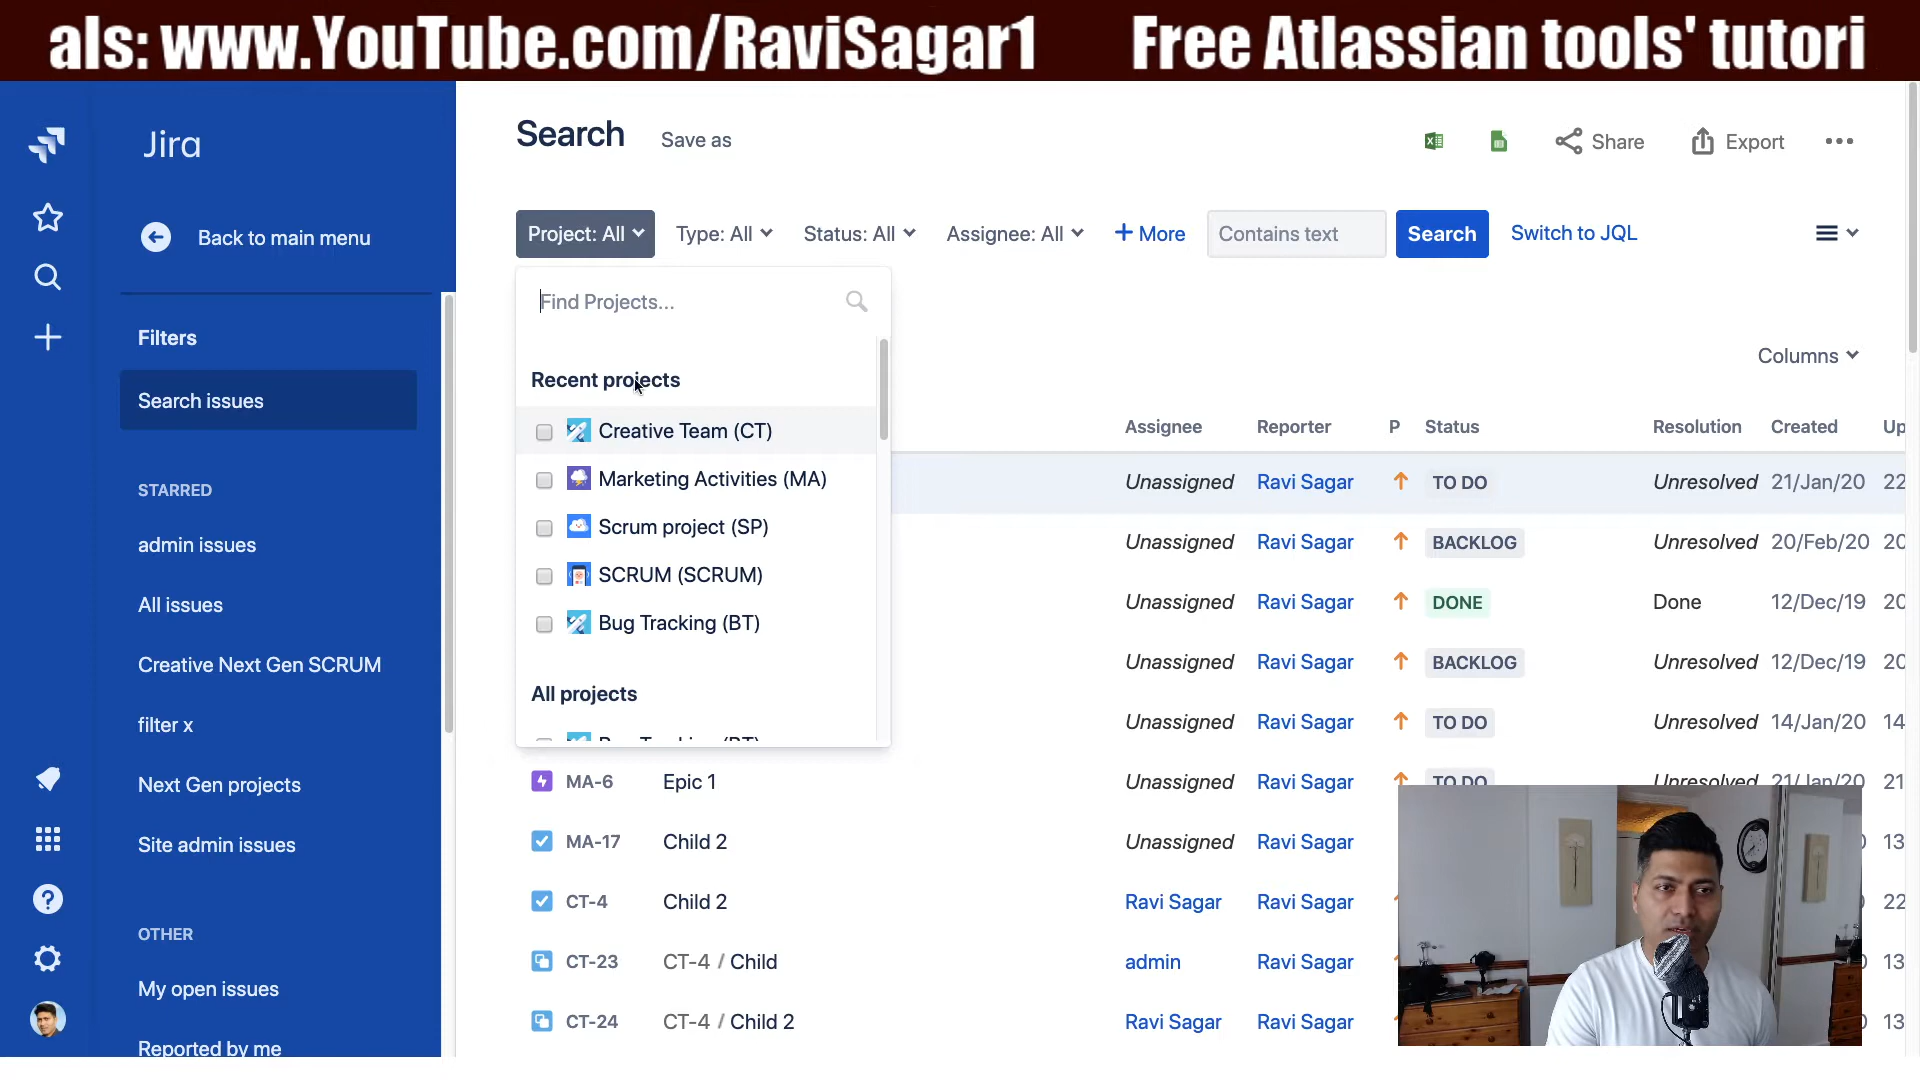 als: www.YouTube.com/RaviSagar1 Free Atlassian tools' tutori
Jira
Back to main menu
Filters
Search issues
STARRED
admin issues
All issues
Creative Next Gen SCRUM
filter x
Next Gen projects
Site admin issues
OTHER
My open issues
Reported by me
Search Save as
Share Export
Project: All Type: All Status: All Assignee: All + More Contains text Search Switch to JQL
Find Projects...
Recent projects
Creative Team (CT)
Marketing Activities (MA)
Scrum project (SP)
SCRUM (SCRUM)
Bug Tracking (BT)
All projects
Columns
Assignee Reporter P Status Resolution Created Up
Unassigned Ravi Sagar TO DO Unresolved 21/Jan/20 22
Unassigned Ravi Sagar BACKLOG Unresolved 20/Feb/20 20
Unassigned Ravi Sagar DONE Done 12/Dec/19 20
Unassigned Ravi Sagar BACKLOG Unresolved 12/Dec/19 20
Unassigned Ravi Sagar TO DO Unresolved 14/Jan/20 14
MA-6 Epic 1 Unassigned Ravi Sagar TO DO Unresolved 21/Jan/20 21
MA-17 Child 2 Unassigned Ravi Sagar 13
CT-4 Child 2 Ravi Sagar Ravi Sagar 22
CT-23 CT-4 / Child admin Ravi Sagar 13
CT-24 CT-4 / Child 2 Ravi Sagar Ravi Sagar 13